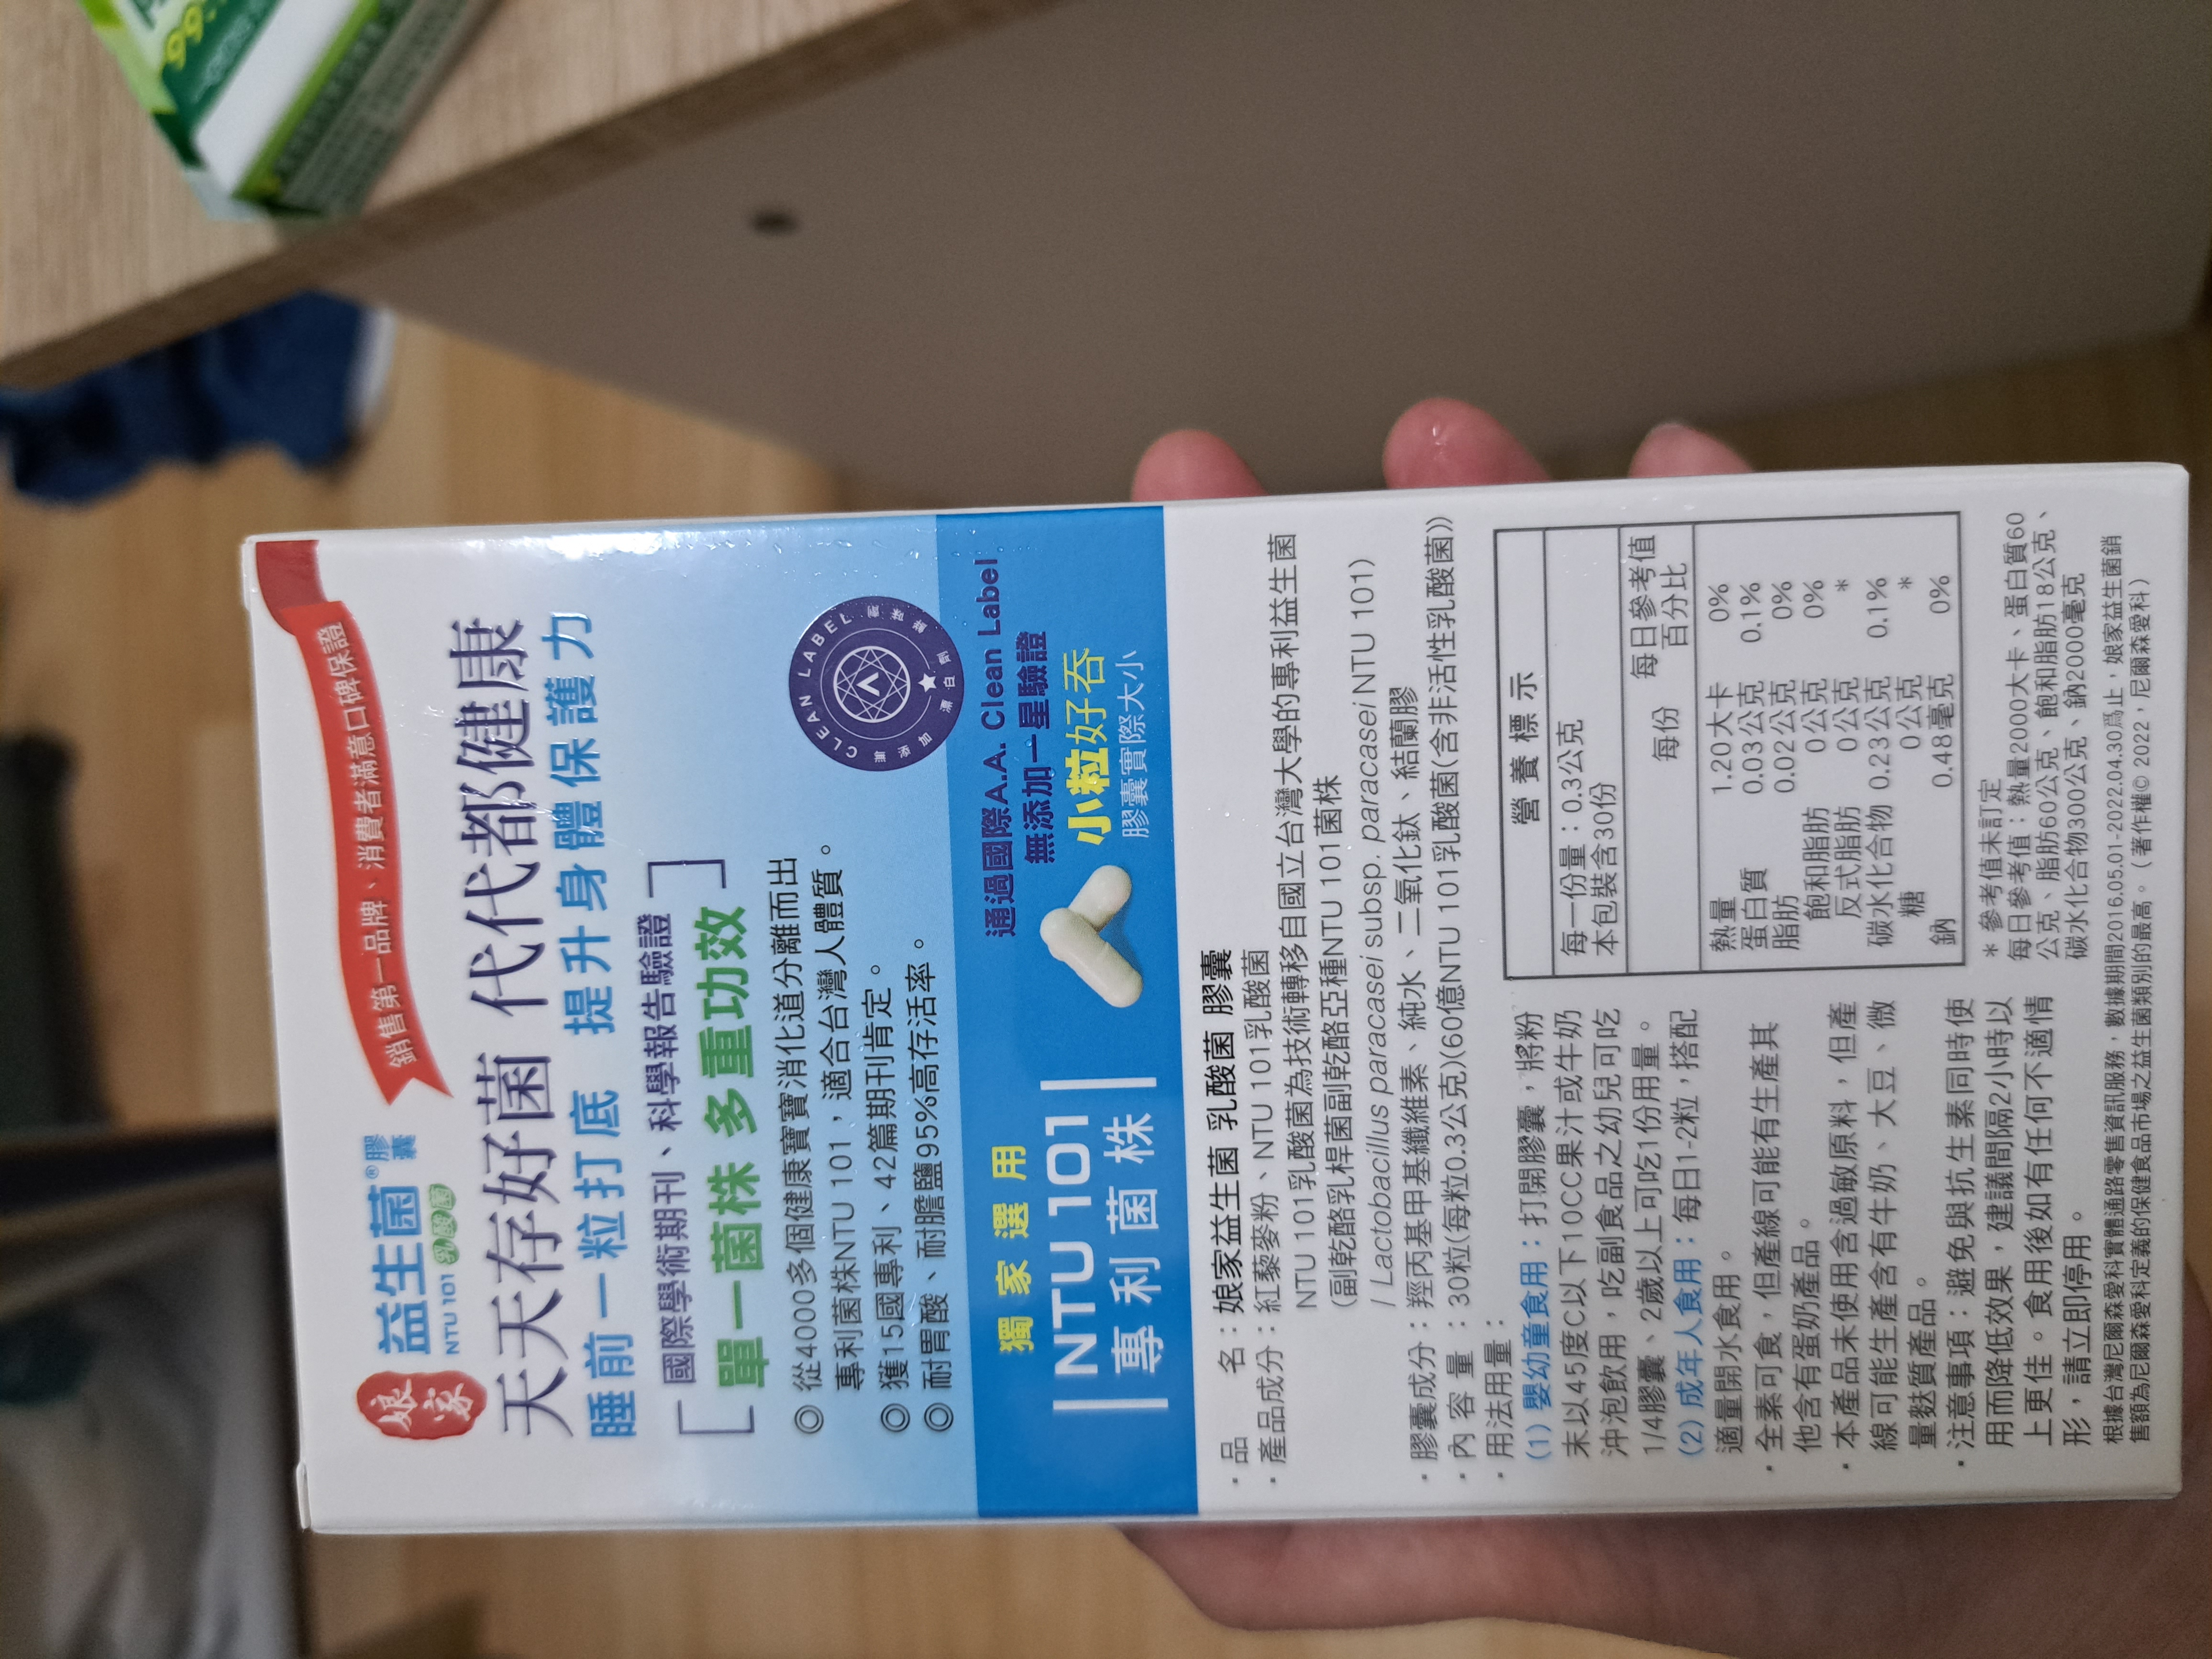 銷售第一品牌、消費者滿意口碑保證
娘家
益生菌®膠囊
NTU 101 乳酸菌
天天存好菌 代代都健康
睡前一粒打底 提升身體保護力
國際學術期刊、科學報告驗證
單一菌株 多重功效
◎從4000多個健康寶寶消化道分離而出
專利菌株NTU 101,適合台灣人體質。
◎獲15國專利、42篇期刊肯定。
◎耐胃酸、耐膽鹽95%高存活率。
CLEAN LABEL
通過國際A.A. Clean Label
無添加一星驗證
獨家選用
NTU 101
專利菌株
小粒好吞
膠囊實際大小
・品名:娘家益生菌 乳酸菌 膠囊
・產品成分:紅藜麥粉、NTU 101乳酸菌
NTU 101乳酸菌為技術轉移自國立台灣大學的專利益生菌
(副乾酪乳桿菌副乾酪亞種NTU 101菌株
/ Lactobacillus paracasei subsp. paracasei NTU 101)
・膠囊成分:羥丙基甲基纖維素、純水、二氧化鈦、結蘭膠
・內容量:30粒(每粒0.3公克)(60億NTU 101乳酸菌(含非活性乳酸菌))
・用法用量:
(1) 嬰幼童食用:打開膠囊,將粉
末以45度C以下10CC果汁或牛奶
沖泡飲用,吃副食品之幼兒可吃
1/4膠囊、2歲以上可吃1份用量。
(2) 成年人食用:每日1-2粒,搭配
適量開水食用。
・全素可食,但產線可能有生產其
他含有蛋奶產品。
・本產品未使用含過敏原料,但產
線可能生產含有牛奶、大豆、微
量麩質產品。
・注意事項:避免與抗生素同時使
用而降低效果,建議間隔2小時以
上更佳。食用後如有任何不適情
形,請立即停用。
營養標示
每一份量:0.3公克
本包裝含30份
每份 每日參考值百分比
熱量 1.20大卡 0%
蛋白質 0.03公克 0.1%
脂肪 0.02公克 0%
飽和脂肪 0公克 0%
反式脂肪 0公克 *
碳水化合物 0.23公克 0.1%
糖 0公克 *
鈉 0.48毫克 0%
*參考值未訂定
每日參考值:熱量2000大卡、蛋白質60
公克、脂肪60公克、飽和脂肪18公克、
碳水化合物300公克、鈉2000毫克
根據台灣尼爾森愛科實體通路零售資訊服務,數據期間2016.05.01-2022.04.30爲止,娘家益生菌銷
售額為尼爾森愛科定義的保健食品市場之益生菌類別的最高。(著作權© 2022,尼爾森愛科)
99.